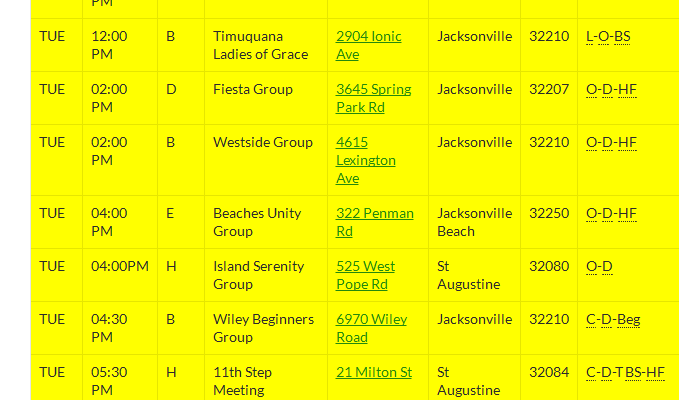 PM
TUE 12:00 B Timuquana 2904 Ionic Jacksonville 32210 L-O-BS
PM Ladies of Grace Ave
TUE 02:00 D Fiesta Group 3645 Spring Jacksonville 32207 O-D-HF
PM Park Rd
TUE 02:00 B Westside Group 4615 Jacksonville 32210 O-D-HF
PM Lexington
Ave
TUE 04:00 E Beaches Unity 322 Penman Jacksonville 32250 O-D-HF
PM Group Rd Beach
TUE 04:00PM H Island Serenity 525 West St 32080 O-D
Group Pope Rd Augustine
TUE 04:30 B Wiley Beginners 6970 Wiley Jacksonville 32210 C-D-Beg
PM Group Road
TUE 05:30 H 11th Step 21 Milton St St 32084 C-D-TBS-HF
PM Meeting Augustine